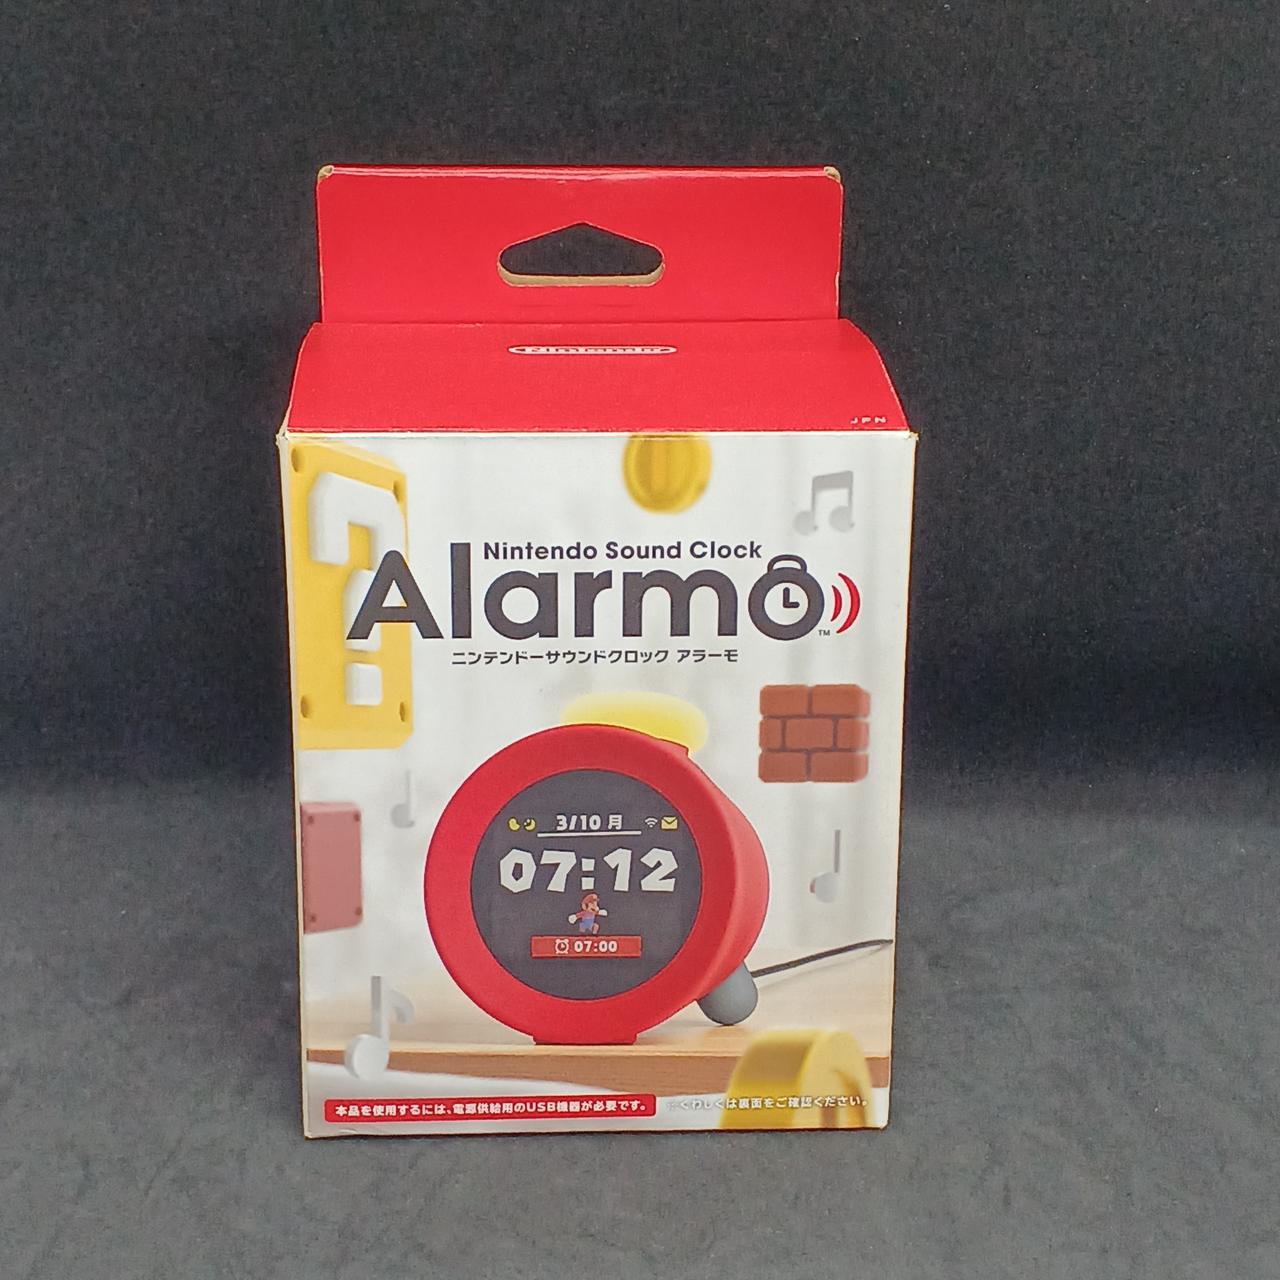 Nintendo
JPN
Nintendo Sound Clock
Alarmo
TM
ニンテンドーサウンドクロック アラーモ
3/10 月
07:12
07:00
本品を使用するには、電源供給用のUSB機器が必要です。
※くわしくは裏面をご確認ください。